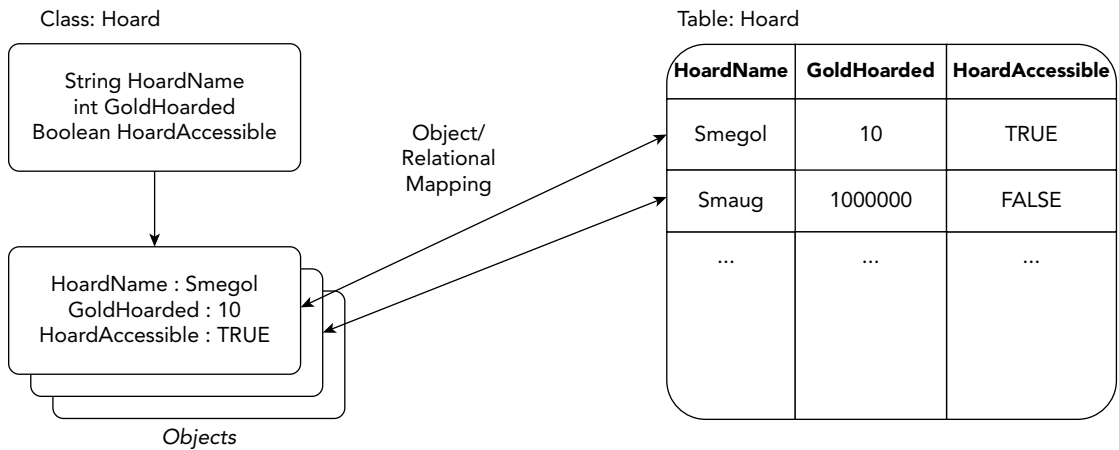 Class: Hoard
String HoardName
int GoldHoarded
Boolean HoardAccessible
HoardName : Smegol
GoldHoarded : 10
HoardAccessible : TRUE
Objects
Object/
Relational
Mapping
Table: Hoard
HoardName GoldHoarded HoardAccessible
Smegol 10 TRUE
Smaug 1000000 FALSE
... ... ...